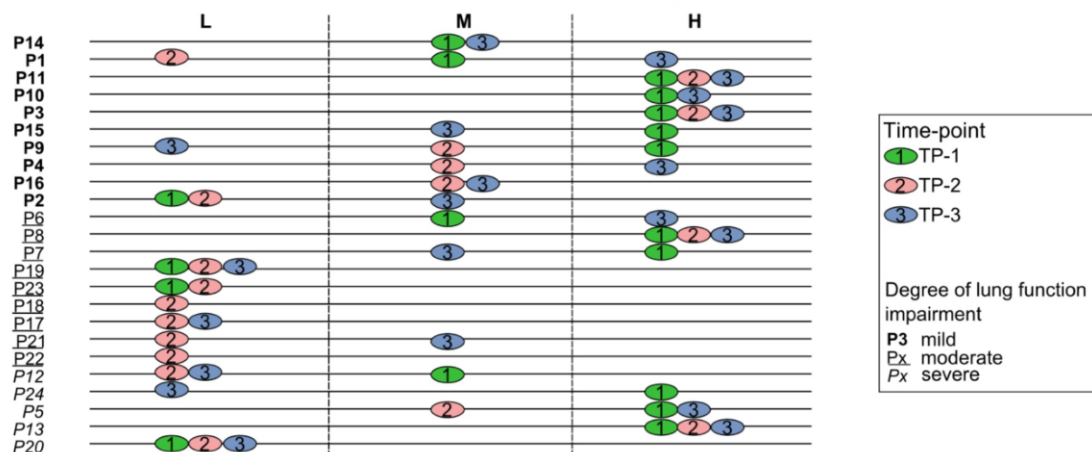 L M H
P14 1 3
P1 2 1 3
P11 1 2 3
P10 1 3
P3 1 2 3
P15 3 1
P9 3 2 1
P4 2 3
P16 2 3
P2 1 2 3
P6 1 3
P8 1 2 3
P7 3 1
P19 1 2 3
P23 1 2
P18 2
P17 2 3
P21 2 3
P22 2
P12 2 3 1
P24 3 1
P5 2 1 3
P13 1 2 3
P20 1 2 3
Time-point
1 TP-1
2 TP-2
3 TP-3
Degree of lung function
impairment
P3 mild
Px moderate
Px severe